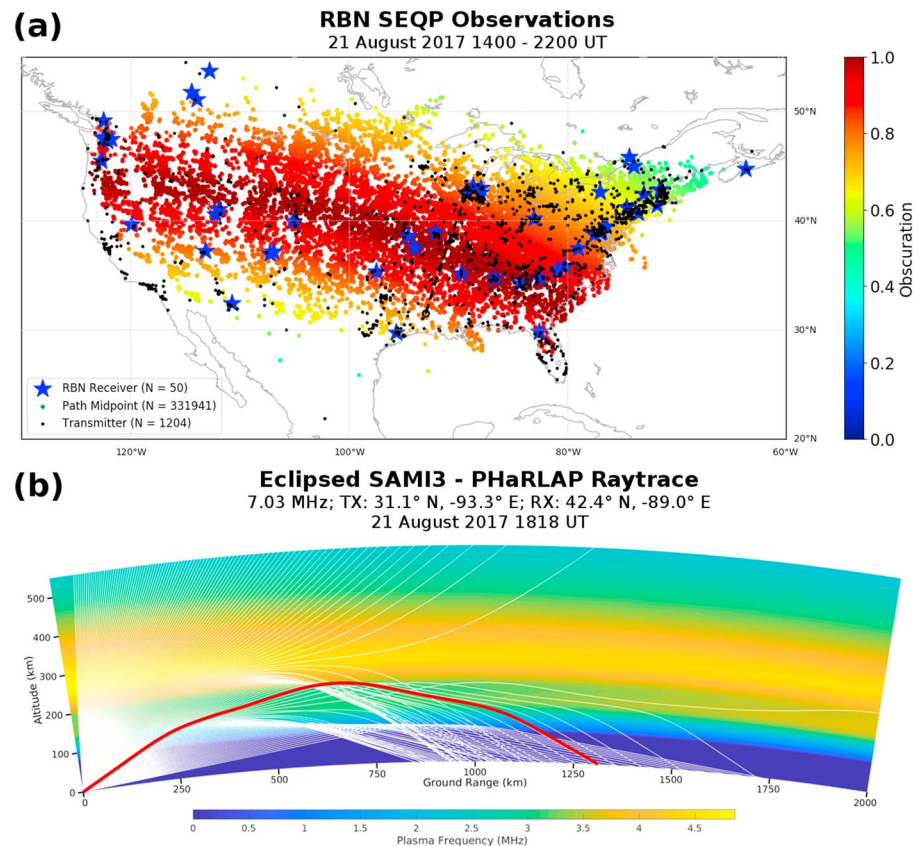 (a)
RBN SEQP Observations
21 August 2017 1400 - 2200 UT
50°N
40°N
30°N
20°N
120°W
100°W
80°W
60°W
RBN Receiver (N = 50)
Path Midpoint (N = 331941)
Transmitter (N = 1204)
1.0
0.8
0.6
0.4
0.2
0.0
Obscuration
(b)
Eclipsed SAMI3 - PHaRLAP Raytrace
7.03 MHz; TX: 31.1° N, -93.3° E; RX: 42.4° N, -89.0° E
21 August 2017 1818 UT
500
400
300
200
100
0
Altitude (km)
0
250
500
750
1000
1250
1500
1750
2000
Ground Range (km)
0
0.5
1
1.5
2
2.5
3
3.5
4
4.5
Plasma Frequency (MHz)